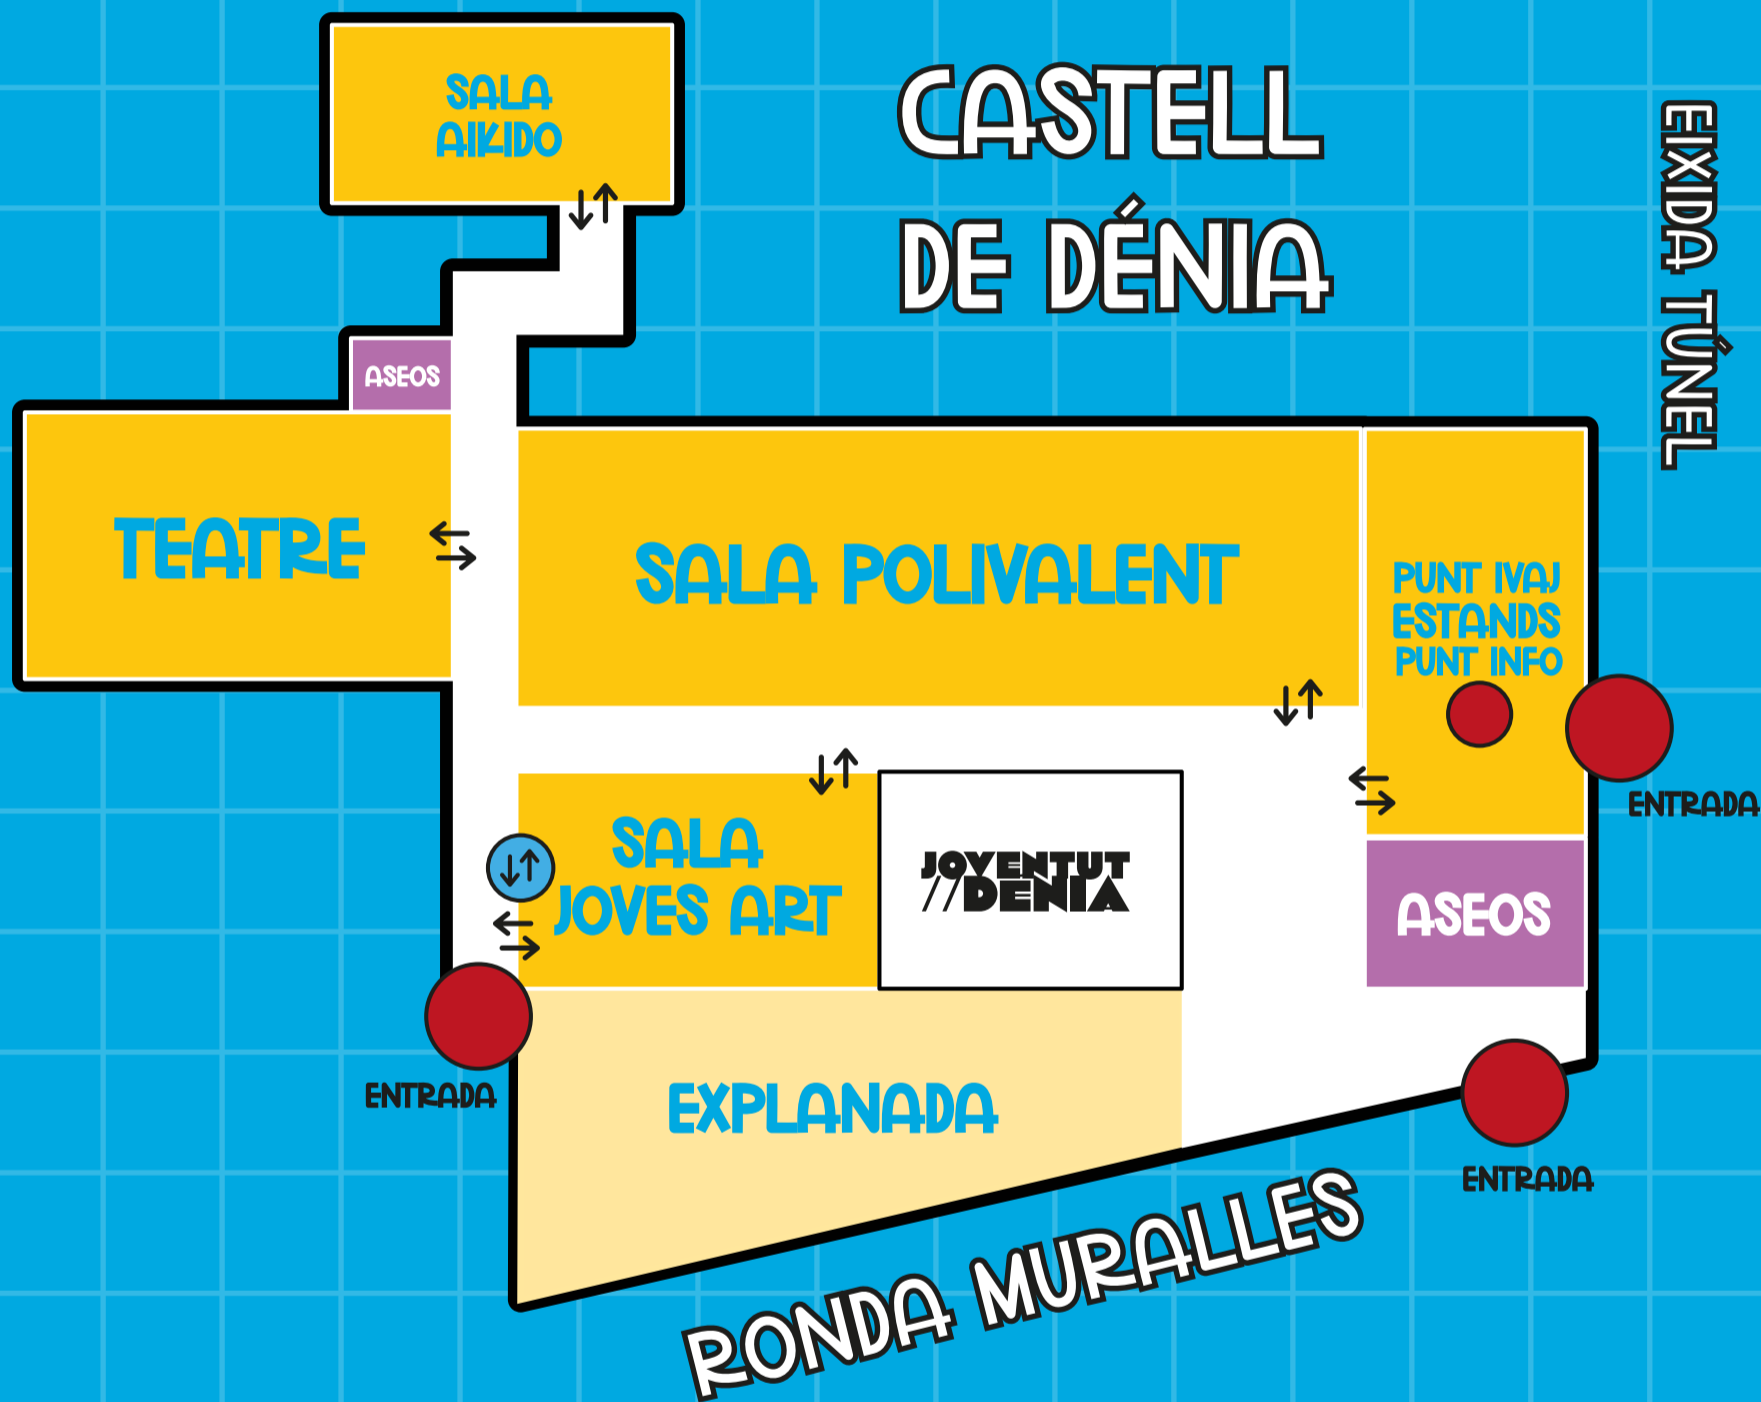 SALA
AIKIDO
CASTELL
DE DÉNIA
EIXIDA TÚNEL
ASEOS
TEATRE
SALA POLIVALENT
PUNT IVAJ
ESTANDS
PUNT INFO
ENTRADA
SALA
JOVES ART
JOVENTUT
//DENIA
ASEOS
ENTRADA
EXPLANADA
ENTRADA
RONDA MURALLES